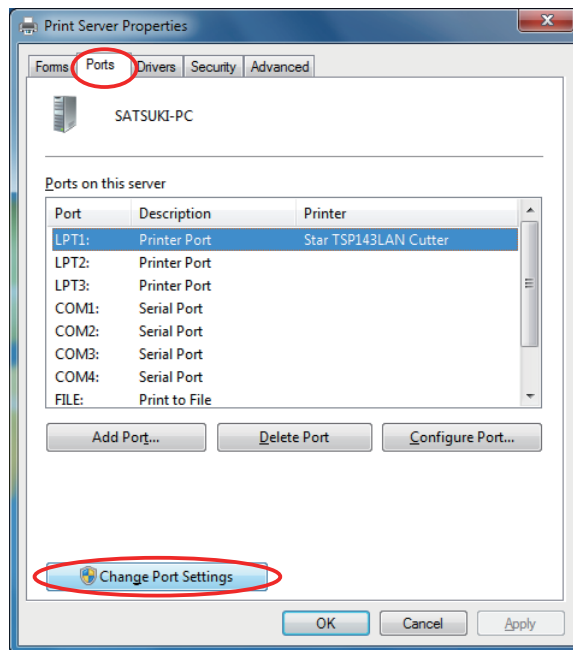 Print Server Properties
Forms Ports Drivers Security Advanced
SATSUKI-PC
Ports on this server
Port Description Printer
LPT1: Printer Port Star TSP143LAN Cutter
LPT2: Printer Port
LPT3: Printer Port
COM1: Serial Port
COM2: Serial Port
COM3: Serial Port
COM4: Serial Port
FILE: Print to File
Add Port... Delete Port Configure Port...
Change Port Settings
OK Cancel Apply